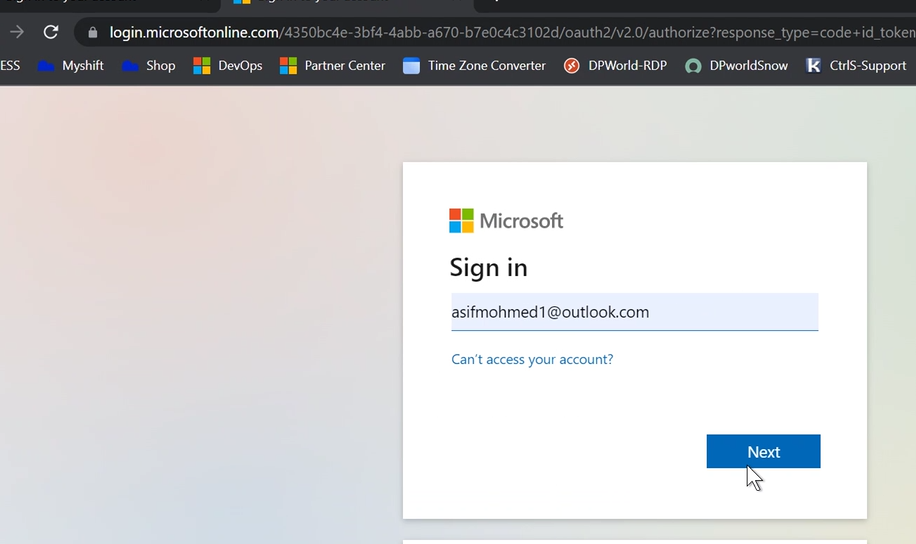 login.microsoftonline.com/4350bc4e-3bf4-4abb-a670-b7e0c4c3102d/oauth2/v2.0/authorize?response_type=code+id_token
ESS Myshift Shop DevOps Partner Center Time Zone Converter DPWorld-RDP DPworldSnow CtrlS-Support
Microsoft
Sign in
asifmohmed1@outlook.com
Can't access your account?
Next